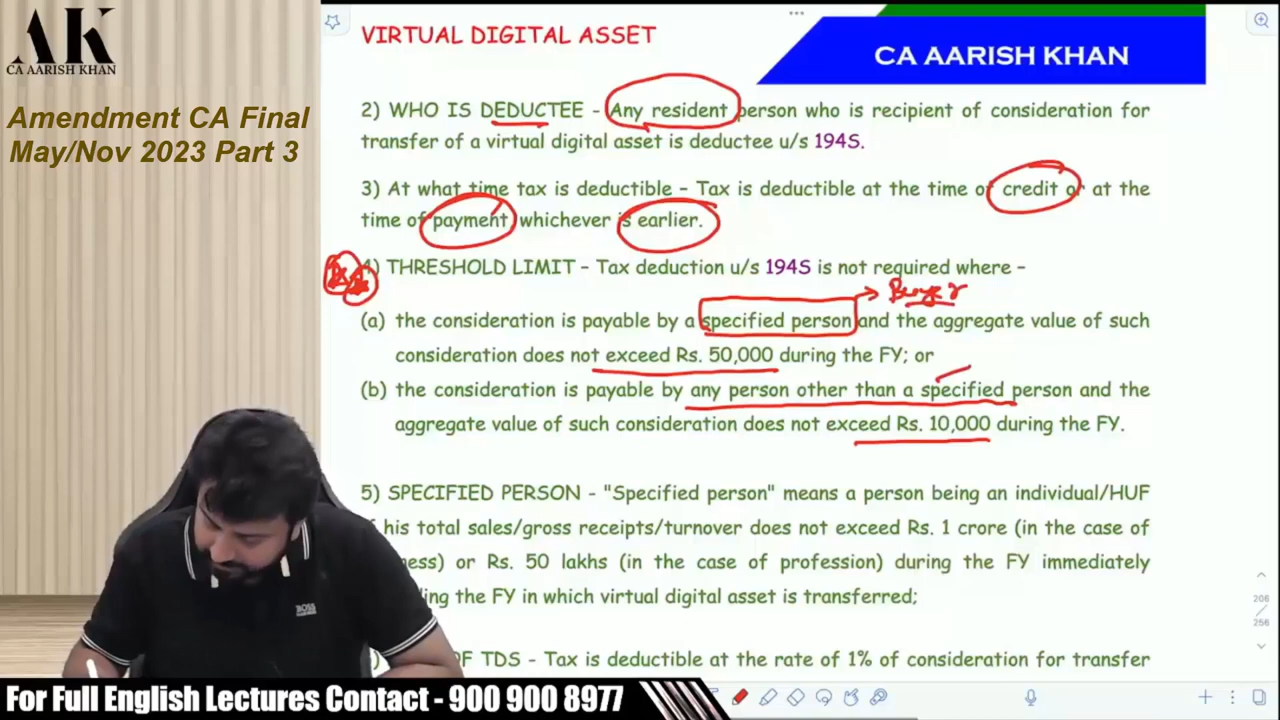 AK
CA AARISH KHAN
Amendment CA Final
May/Nov 2023 Part 3
VIRTUAL DIGITAL ASSET
CA AARISH KHAN
2) WHO IS DEDUCTEE - Any resident person who is recipient of consideration for
transfer of a virtual digital asset is deductee u/s 194S.
3) At what time tax is deductible – Tax is deductible at the time of credit or at the
time of payment whichever is earlier.
4) THRESHOLD LIMIT – Tax deduction u/s 194S is not required where –
Buyer
(a) the consideration is payable by a specified person and the aggregate value of such
consideration does not exceed Rs. 50,000 during the FY; or
(b) the consideration is payable by any person other than a specified person and the
aggregate value of such consideration does not exceed Rs. 10,000 during the FY.
5) SPECIFIED PERSON - "Specified person" means a person being an individual/HUF
his total sales/gross receipts/turnover does not exceed Rs. 1 crore (in the case of
ness) or Rs. 50 lakhs (in the case of profession) during the FY immediately
ding the FY in which virtual digital asset is transferred;
OF TDS - Tax is deductible at the rate of 1% of consideration for transfer
208
256
BOSS
For Full English Lectures Contact - 900 900 8977